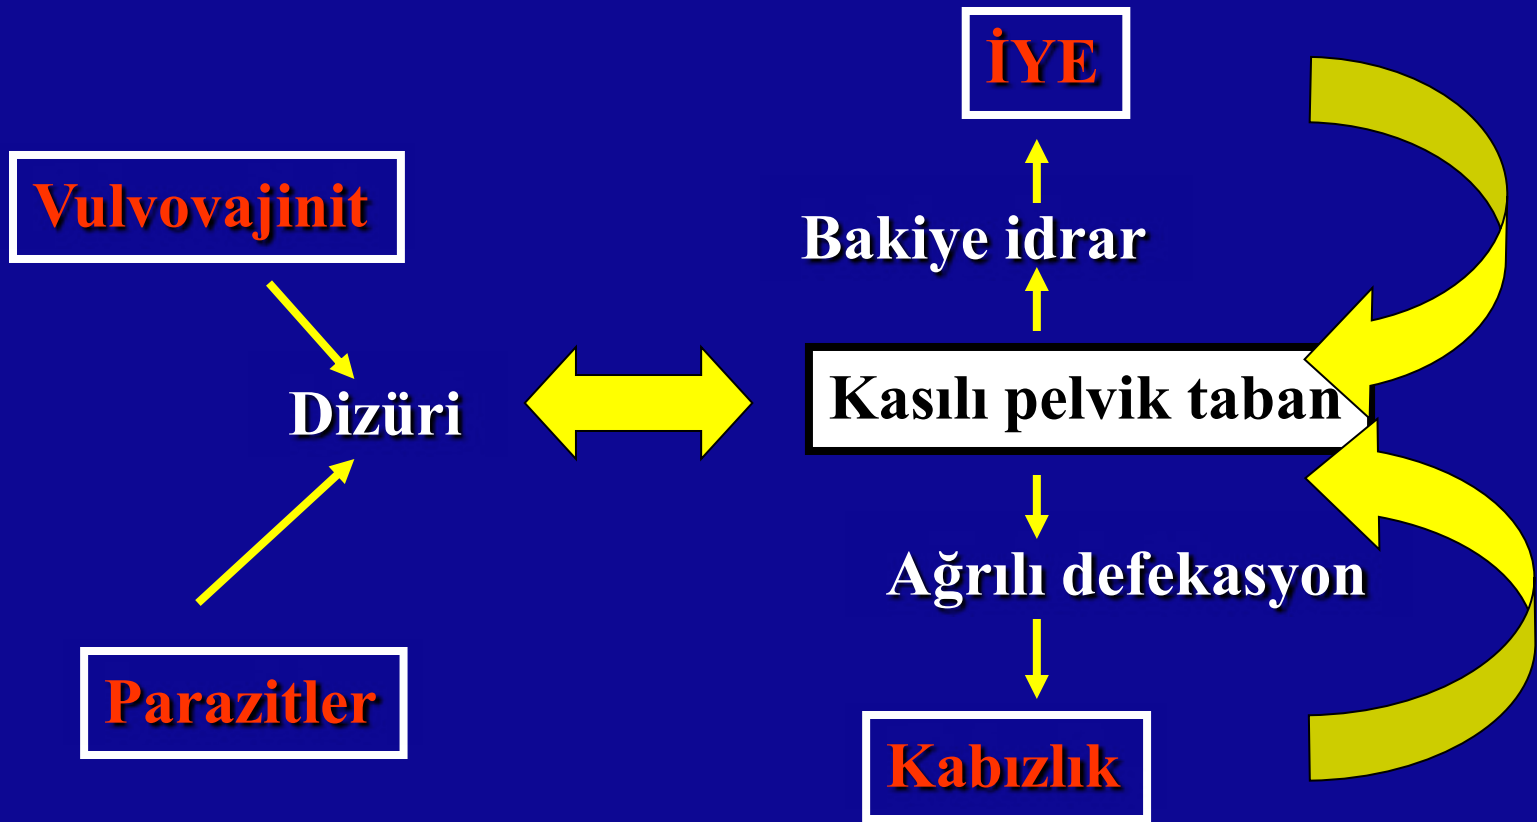 İYE
Vulvovajinit
Bakiye idrar
Dizüri
Kasılı pelvik taban
Ağrılı defekasyon
Parazitler
Kabızlık